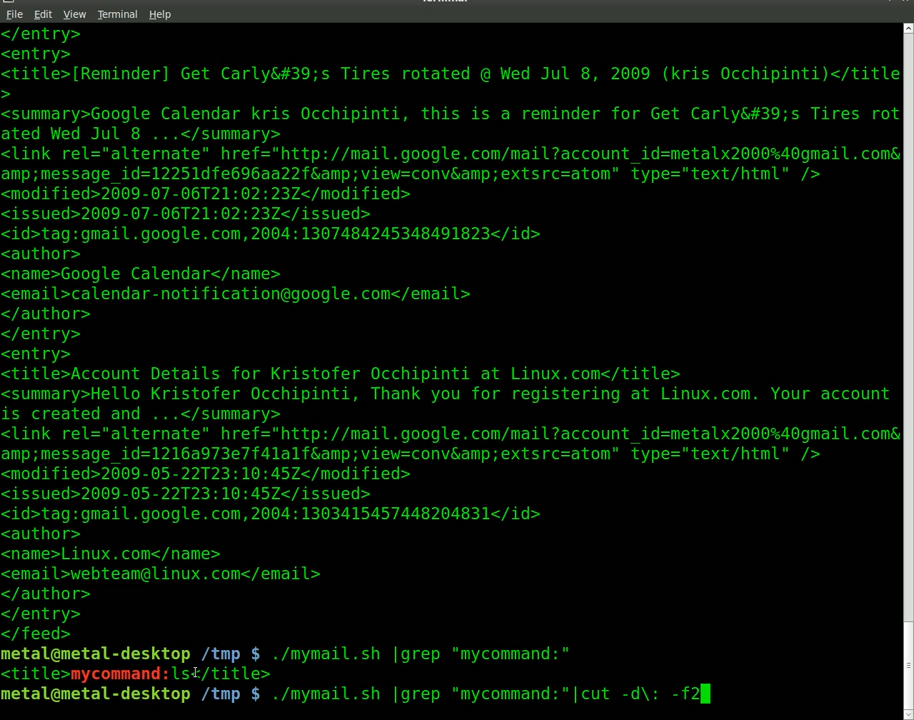 Terminal
File Edit View Terminal Help
</entry>
<entry>
<title>[Reminder] Get Carly&#39;s Tires rotated @ Wed Jul 8, 2009 (kris Occhipinti)</title
>
<summary>Google Calendar kris Occhipinti, this is a reminder for Get Carly&#39;s Tires rot
ated Wed Jul 8 ...</summary>
<link rel="alternate" href="http://mail.google.com/mail?account_id=metalx2000%40gmail.com&
amp;message_id=12251dfe696aa22f&amp;view=conv&amp;extsrc=atom" type="text/html" />
<modified>2009-07-06T21:02:23Z</modified>
<issued>2009-07-06T21:02:23Z</issued>
<id>tag:gmail.google.com,2004:1307484245348491823</id>
<author>
<name>Google Calendar</name>
<email>calendar-notification@google.com</email>
</author>
</entry>
<entry>
<title>Account Details for Kristofer Occhipinti at Linux.com</title>
<summary>Hello Kristofer Occhipinti, Thank you for registering at Linux.com. Your account
is created and ...</summary>
<link rel="alternate" href="http://mail.google.com/mail?account_id=metalx2000%40gmail.com&
amp;message_id=1216a973e7f41a1f&amp;view=conv&amp;extsrc=atom" type="text/html" />
<modified>2009-05-22T23:10:45Z</modified>
<issued>2009-05-22T23:10:45Z</issued>
<id>tag:gmail.google.com,2004:1303415457448204831</id>
<author>
<name>Linux.com</name>
<email>webteam@linux.com</email>
</author>
</entry>
</feed>
metal@metal-desktop /tmp $ ./mymail.sh |grep "mycommand:"
<title>mycommand:ls</title>
metal@metal-desktop /tmp $ ./mymail.sh |grep "mycommand:"|cut -d\: -f2